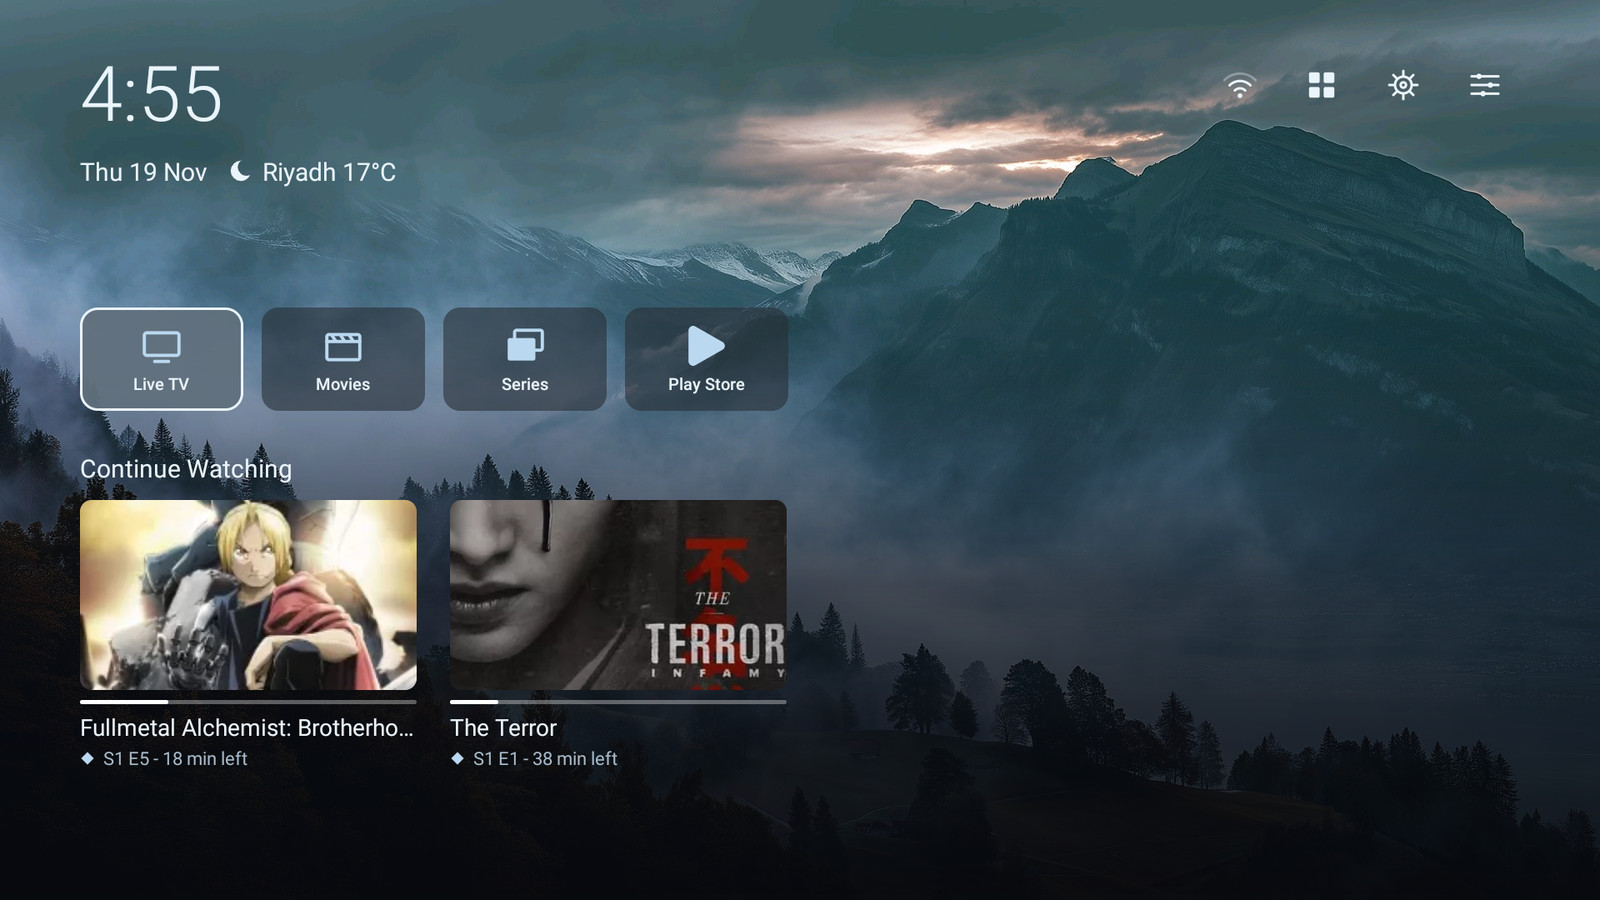 4:55
Thu 19 Nov Riyadh 17°C
Live TV
Movies
Series
Play Store
Continue Watching
不
THE
TERROR
INFAMY
Fullmetal Alchemist: Brotherho...
The Terror
S1 E5 - 18 min left
S1 E1 - 38 min left